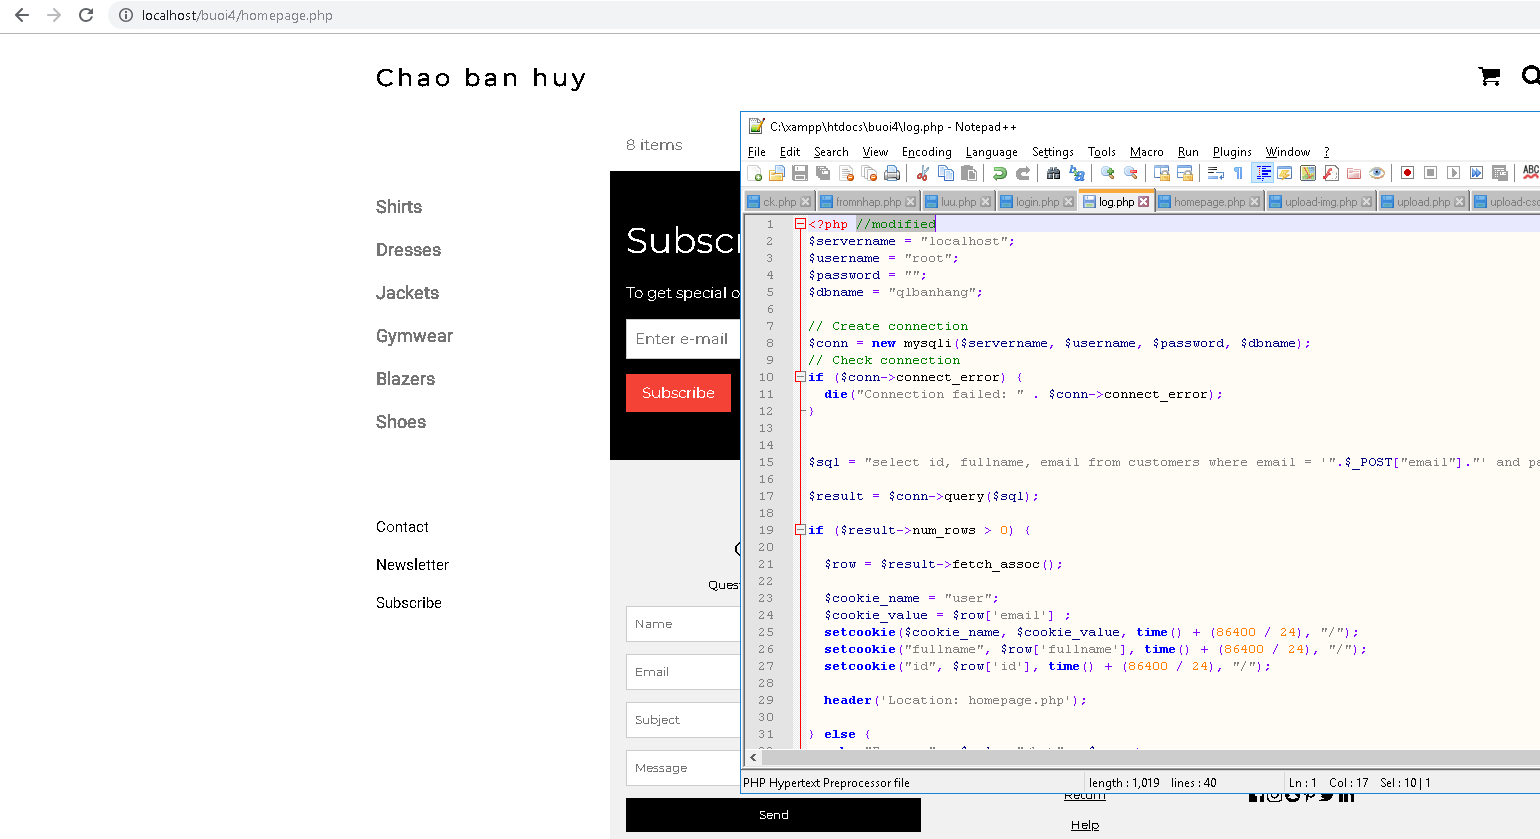 localhost/buoi4/homepage.php
Chao ban huy
8 items
Shirts
Dresses
Jackets
Gymwear
Blazers
Shoes
Contact
Newsletter
Subscribe
Subscr
To get special o
Enter e-mail
Subscribe
Ques
Name
Email
Subject
Message
Send
Return
Help
C:\xampp\htdocs\buoi4\log.php - Notepad++
File Edit Search View Encoding Language Settings Tools Macro Run Plugins Window ?
ABC
ck.php fromnhap.php luu.php login.php log.php homepage.php upload-img.php upload.php upload-csd
1 <?php //modified
2 $servername = "localhost";
3 $username = "root";
4 $password = "";
5 $dbname = "qlbanhang";
6
7 // Create connection
8 $conn = new mysqli($servername, $username, $password, $dbname);
9 // Check connection
10 if ($conn->connect_error) {
11 die("Connection failed: " . $conn->connect_error);
12 }
13
14
15 $sql = "select id, fullname, email from customers where email = '".$_POST["email"]."' and pa
16
17 $result = $conn->query($sql);
18
19 if ($result->num_rows > 0) {
20
21 $row = $result->fetch_assoc();
22
23 $cookie_name = "user";
24 $cookie_value = $row['email'] ;
25 setcookie($cookie_name, $cookie_value, time() + (86400 / 24), "/");
26 setcookie("fullname", $row['fullname'], time() + (86400 / 24), "/");
27 setcookie("id", $row['id'], time() + (86400 / 24), "/");
28
29 header('Location: homepage.php');
30
31 } else {
PHP Hypertext Preprocessor file length : 1,019 lines : 40 Ln : 1 Col : 17 Sel : 10 | 1